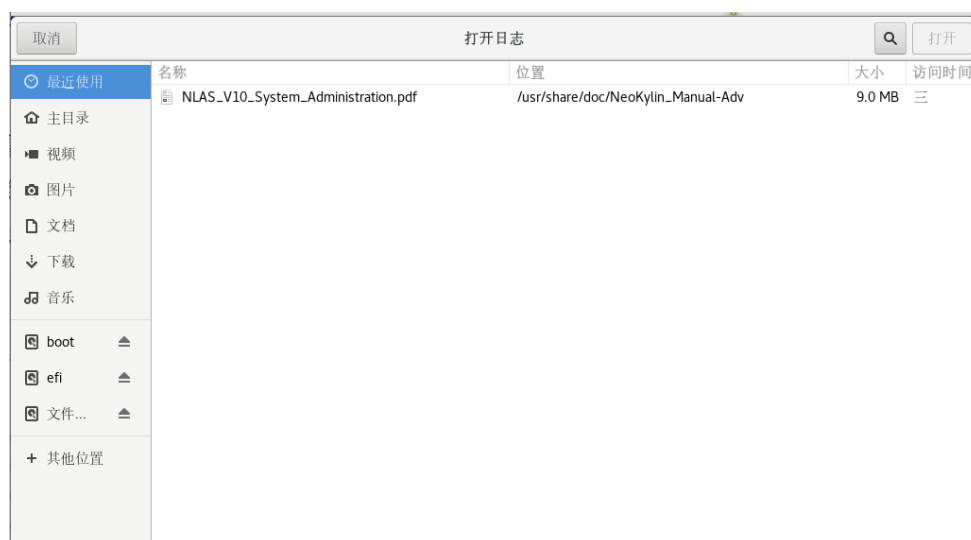 取消 打开日志 打开
最近使用
主目录
视频
图片
文档
下载
音乐
boot
efi
文件...
其他位置
名称 位置 大小 访问时间
NLAS_V10_System_Administration.pdf /usr/share/doc/NeoKylin_Manual-Adv 9.0 MB 三